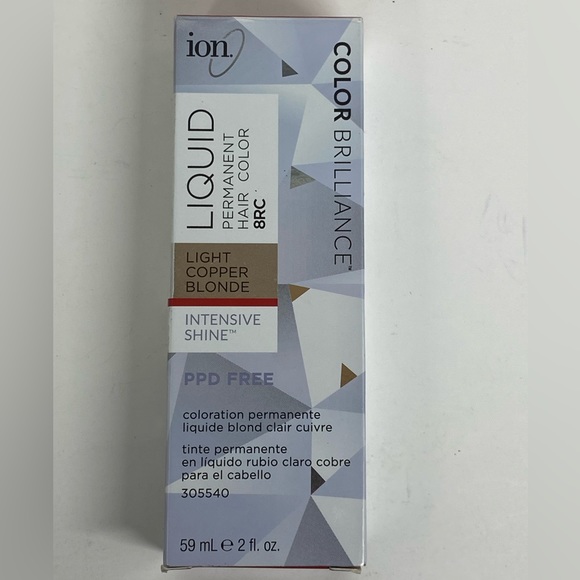 ion.
COLOR BRILLIANCE™
LIQUID
PERMANENT
HAIR COLOR
8RC
LIGHT
COPPER
BLONDE
INTENSIVE
SHINE™
PPD FREE
coloration permanente
liquide blond clair cuivre
tinte permanente
en líquido rubio claro cobre
para el cabello
305540
59 mL e 2 fl. oz.